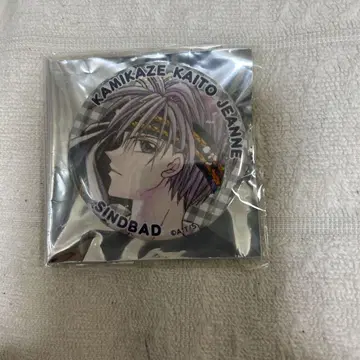 KAMIKAZE KAITO JEANNE
SINDBAD
©A.T/S